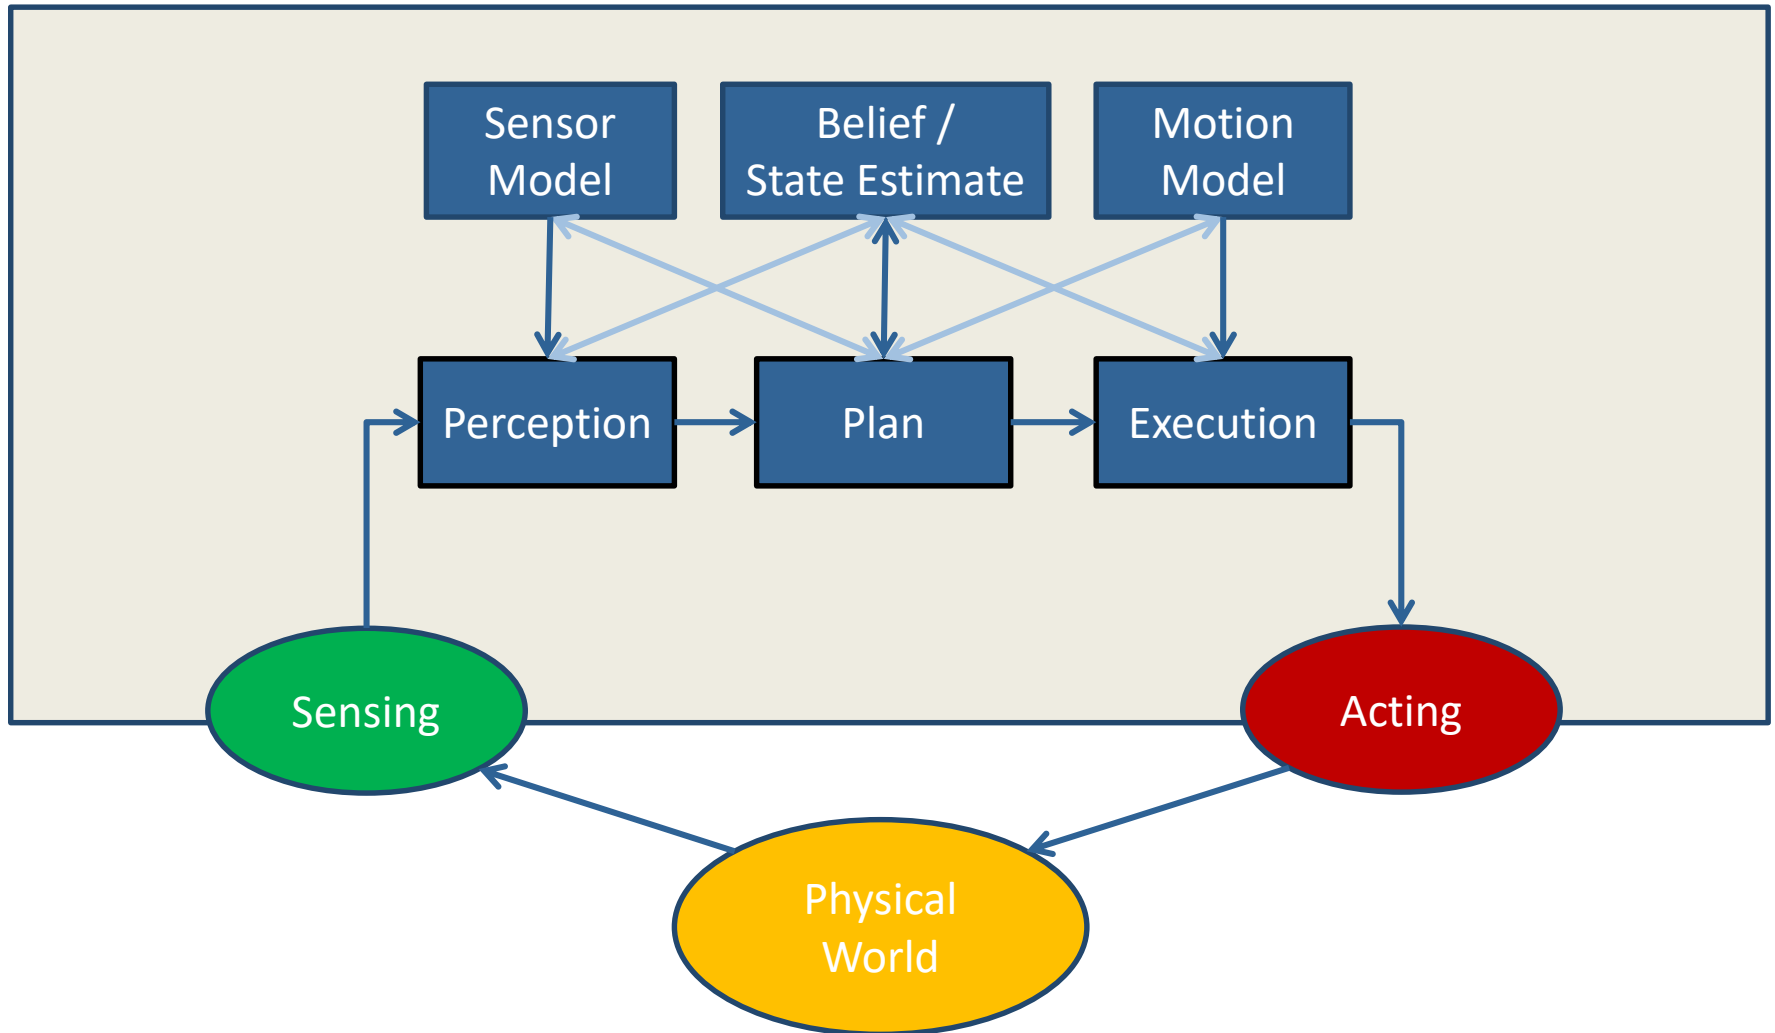 Sensor
Model
Belief /
State Estimate
Motion
Model
Perception
Plan
Execution
Sensing
Acting
Physical
World